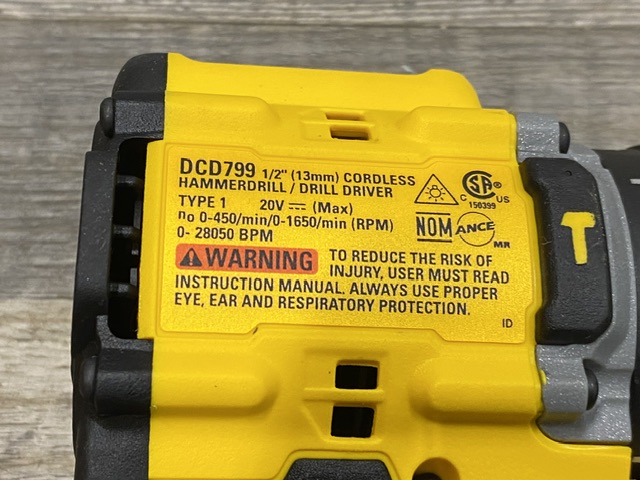 DCD799 1/2" (13mm) CORDLESS
HAMMERDRILL / DRILL DRIVER
TYPE 1 20V ⎓ (Max)
no 0-450/min/0-1650/min (RPM)
0- 28050 BPM
SA ®
C US
150399
NOM
ANCE
MR
⚠WARNING TO REDUCE THE RISK OF
INJURY, USER MUST READ
INSTRUCTION MANUAL. ALWAYS USE PROPER
EYE, EAR AND RESPIRATORY PROTECTION.
ID